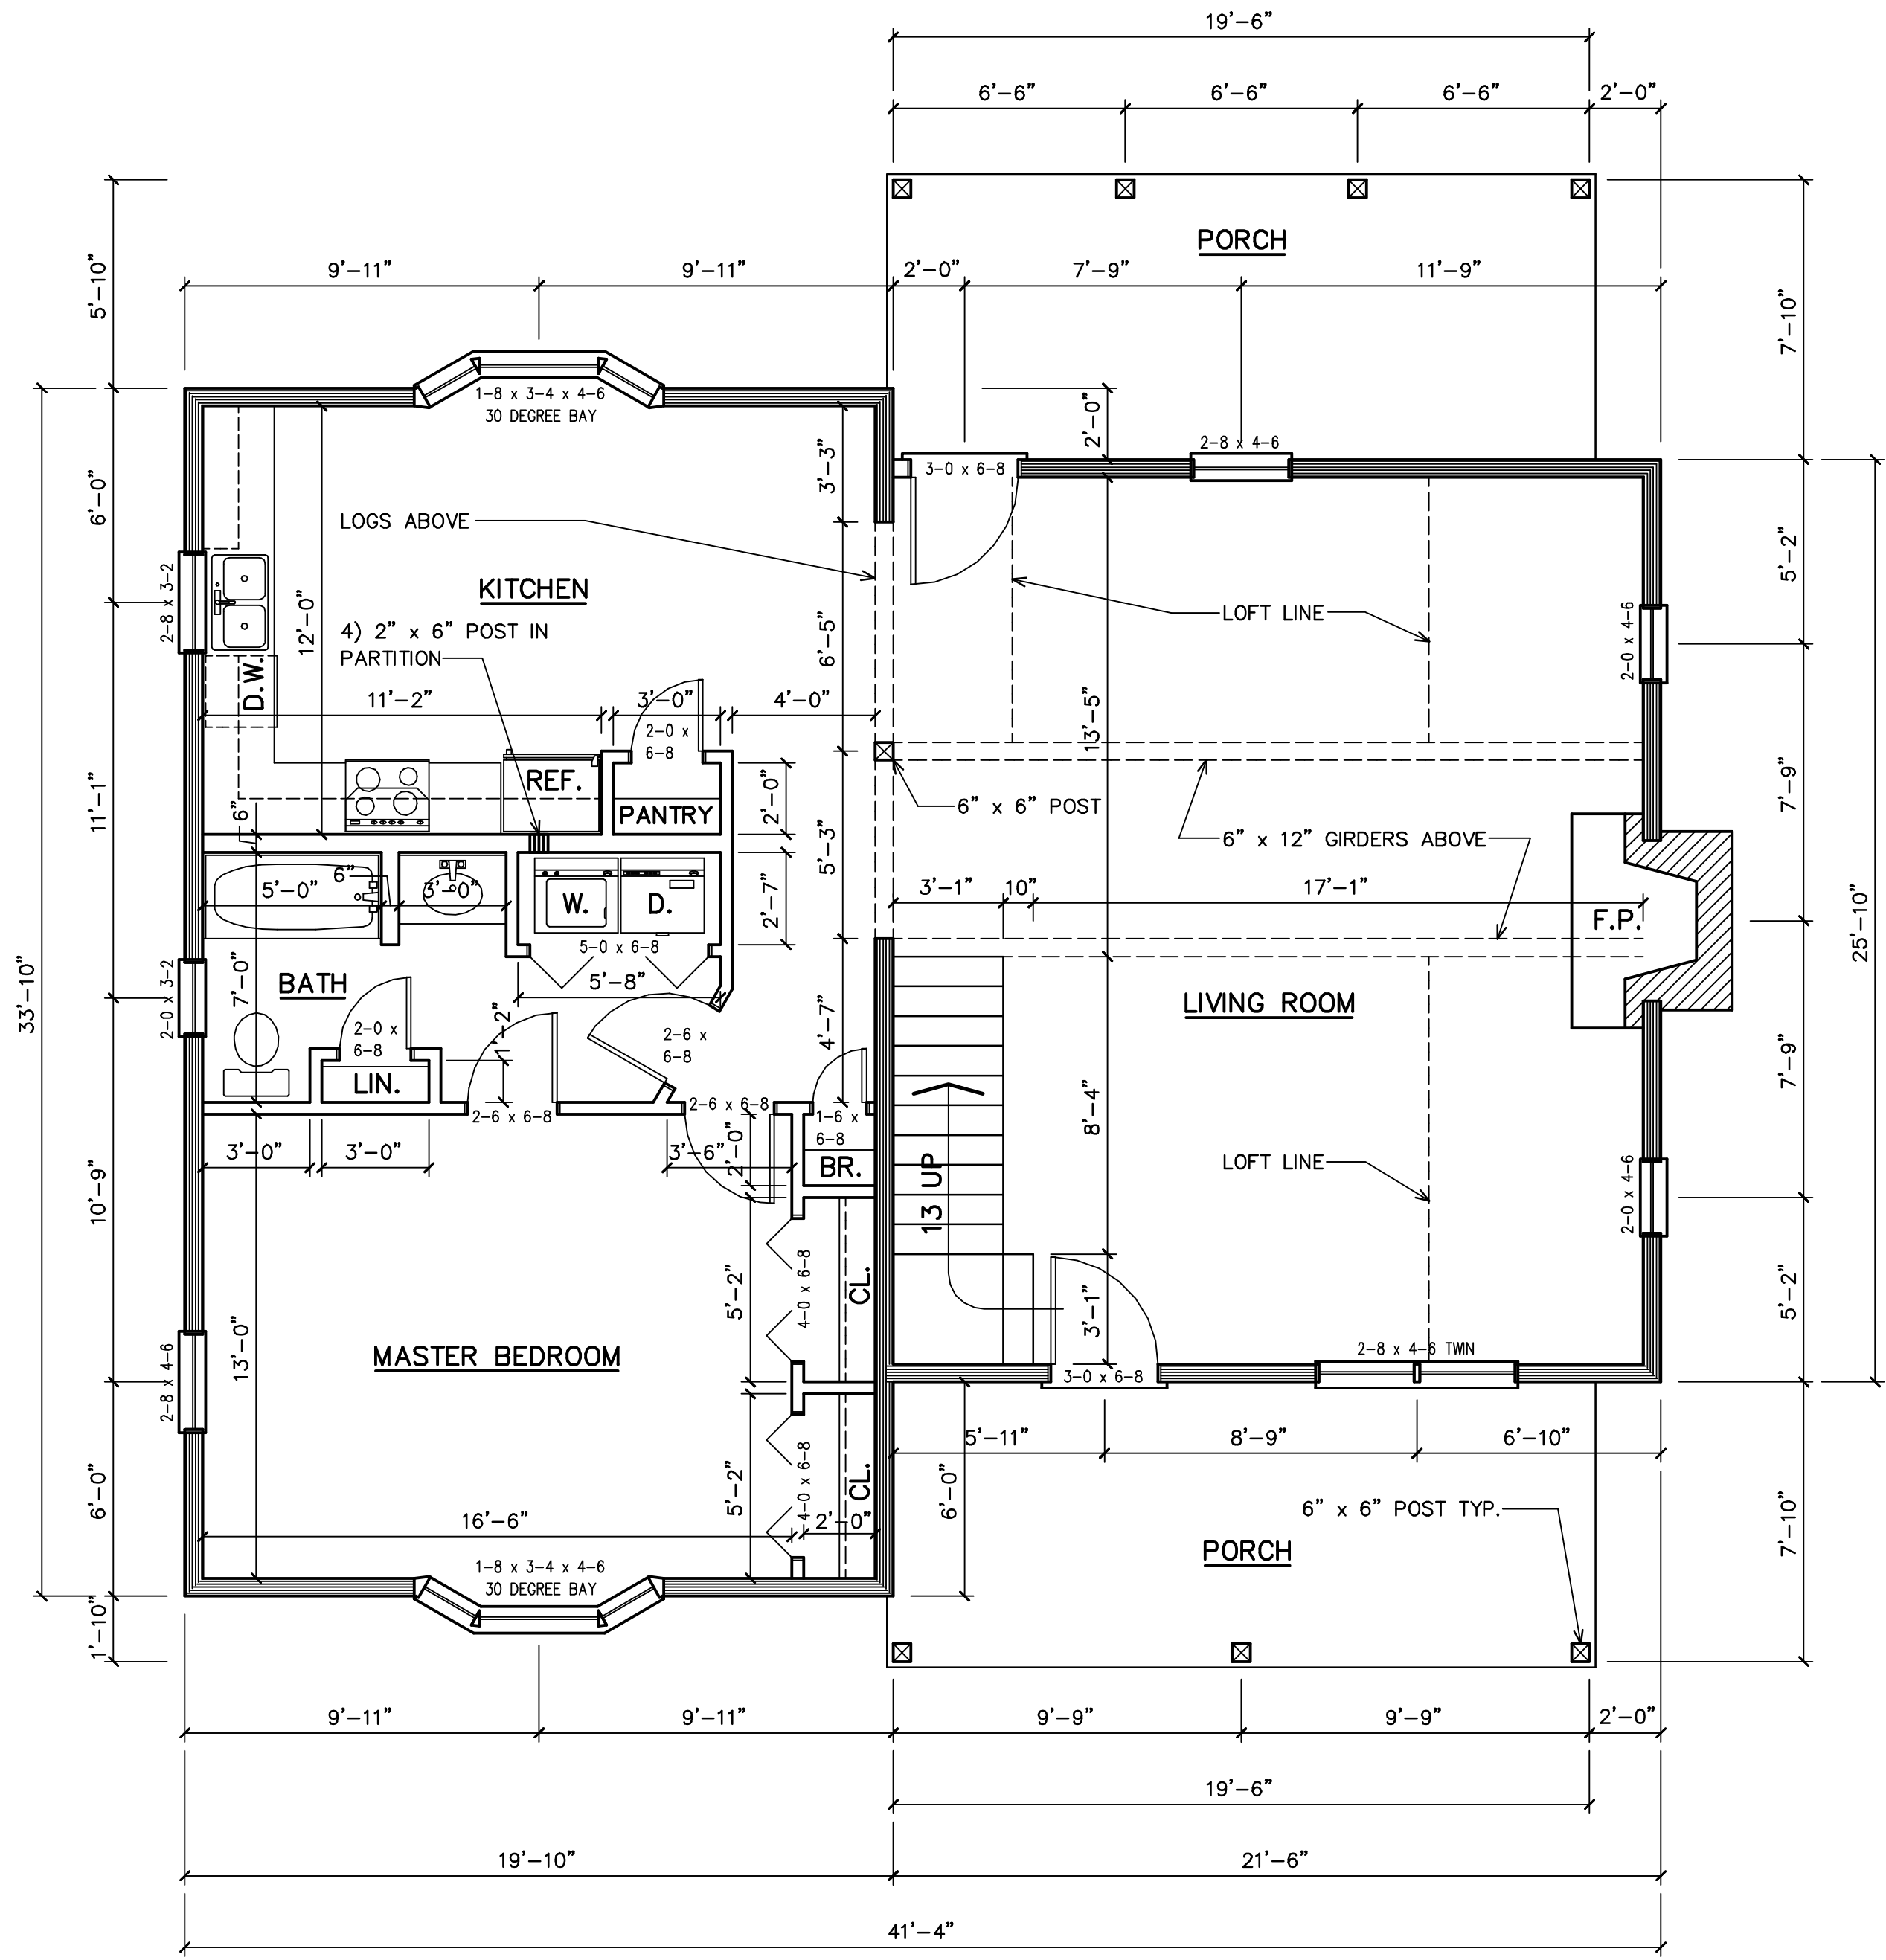 19'-6"
6'-6"
6'-6"
6'-6"
2'-0"
PORCH
5'-10"
9'-11"
9'-11"
2'-0"
7'-9"
11'-9"
7'-10"
1-8 x 3-4 x 4-6
30 DEGREE BAY
2'-0"
3'-3"
2-8 x 4-6
3-0 x 6-8
6'-0"
LOGS ABOVE
5'-2"
2-8 x 3-2
KITCHEN
12'-0"
LOFT LINE
2-0 x 4-6
4) 2" x 6" POST IN
PARTITION
6'-5"
D.W.
11'-2"
3'-0"
4'-0"
13'-5"
2-0 x
6-8
REF.
PANTRY
2'-0"
6" x 6" POST
7'-9"
11'-1"
6"
6" x 12" GIRDERS ABOVE
5'-3"
5'-0"
6"
3'-0"
W.
D.
2'-7"
3'-1"
10"
17'-1"
F.P.
25'-10"
33'-10"
5-0 x 6-8
BATH
7'-0"
5'-8"
2-0 x 3-2
LIVING ROOM
1'-2"
2-0 x
6-8
2-6 x
6-8
4'-7"
7'-9"
LIN.
2-6 x 6-8
2-6 x 6-8
1-6 x
6-8
8'-4"
3'-0"
3'-0"
3'-6"
2'-0"
BR.
10'-9"
13 UP
LOFT LINE
2-0 x 4-6
5'-2"
4-0 x 6-8
CL.
3'-1"
5'-2"
MASTER BEDROOM
13'-0"
2-8 x 4-6
2-8 x 4-6 TWIN
3-0 x 6-8
5'-11"
8'-9"
6'-10"
6'-0"
5'-2"
4-0 x 6-8
CL.
6'-0"
16'-6"
2'-0"
6" x 6" POST TYP.
7'-10"
PORCH
1-8 x 3-4 x 4-6
30 DEGREE BAY
1'-10"
9'-11"
9'-11"
9'-9"
9'-9"
2'-0"
19'-6"
19'-10"
21'-6"
41'-4"